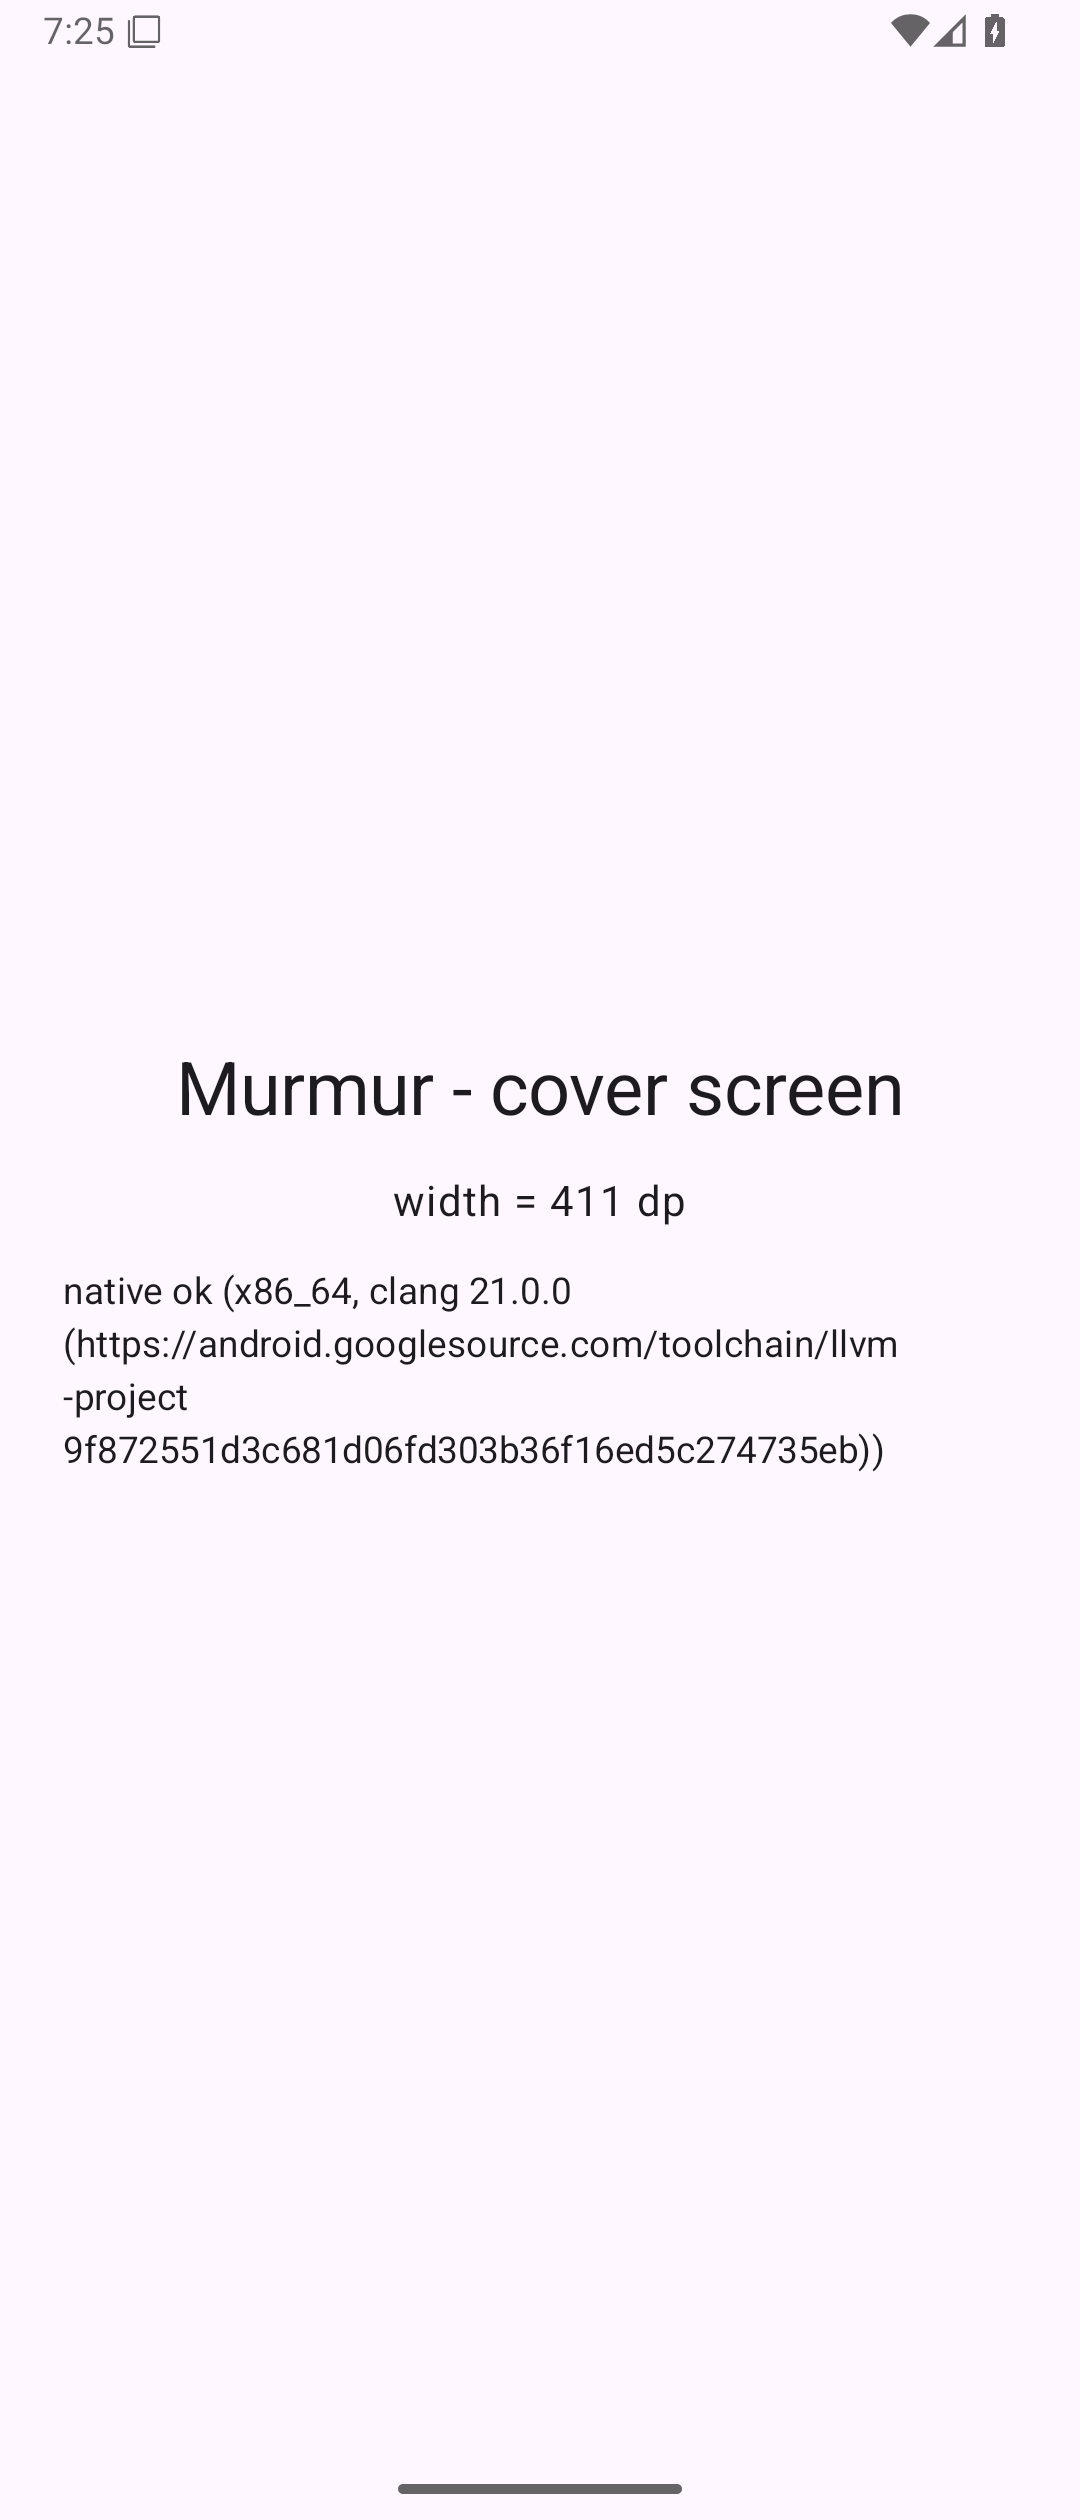 7:25
Murmur - cover screen
width = 411 dp
native ok (x86_64, clang 21.0.0
(https://android.googlesource.com/toolchain/llvm
-project
9f872551d3c681d06fd303b36f16ed5c274735eb))